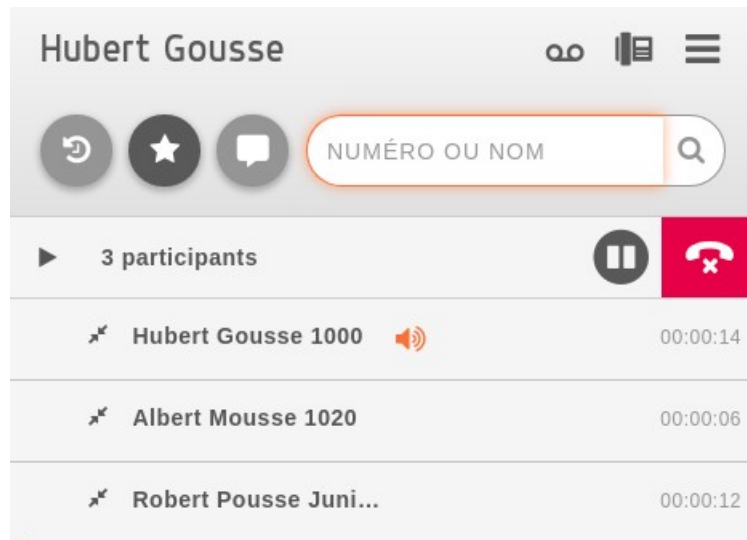 Hubert Gousse
NUMÉRO OU NOM
3 participants
Hubert Gousse 1000 00:00:14
Albert Mousse 1020 00:00:06
Robert Pousse Juni... 00:00:12